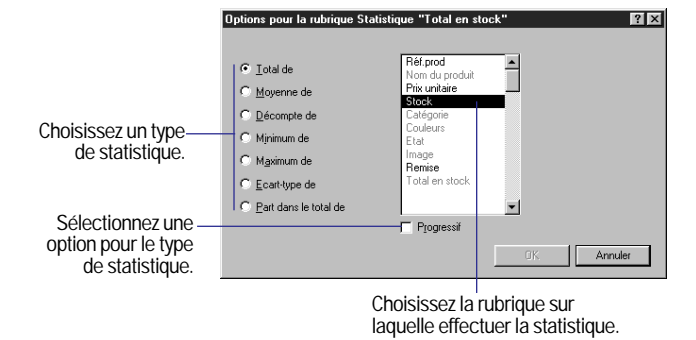 Options pour la rubrique Statistique "Total en stock"
Total de
Moyenne de
Décompte de
Minimum de
Maximum de
Ecart-type de
Part dans le total de
Réf.prod
Nom du produit
Prix unitaire
Stock
Catégorie
Couleurs
Etat
Image
Remise
Total en stock
Progressif
OK
Annuler
Choisissez un type
de statistique.
Sélectionnez une
option pour le type
de statistique.
Choisissez la rubrique sur
laquelle effectuer la statistique.